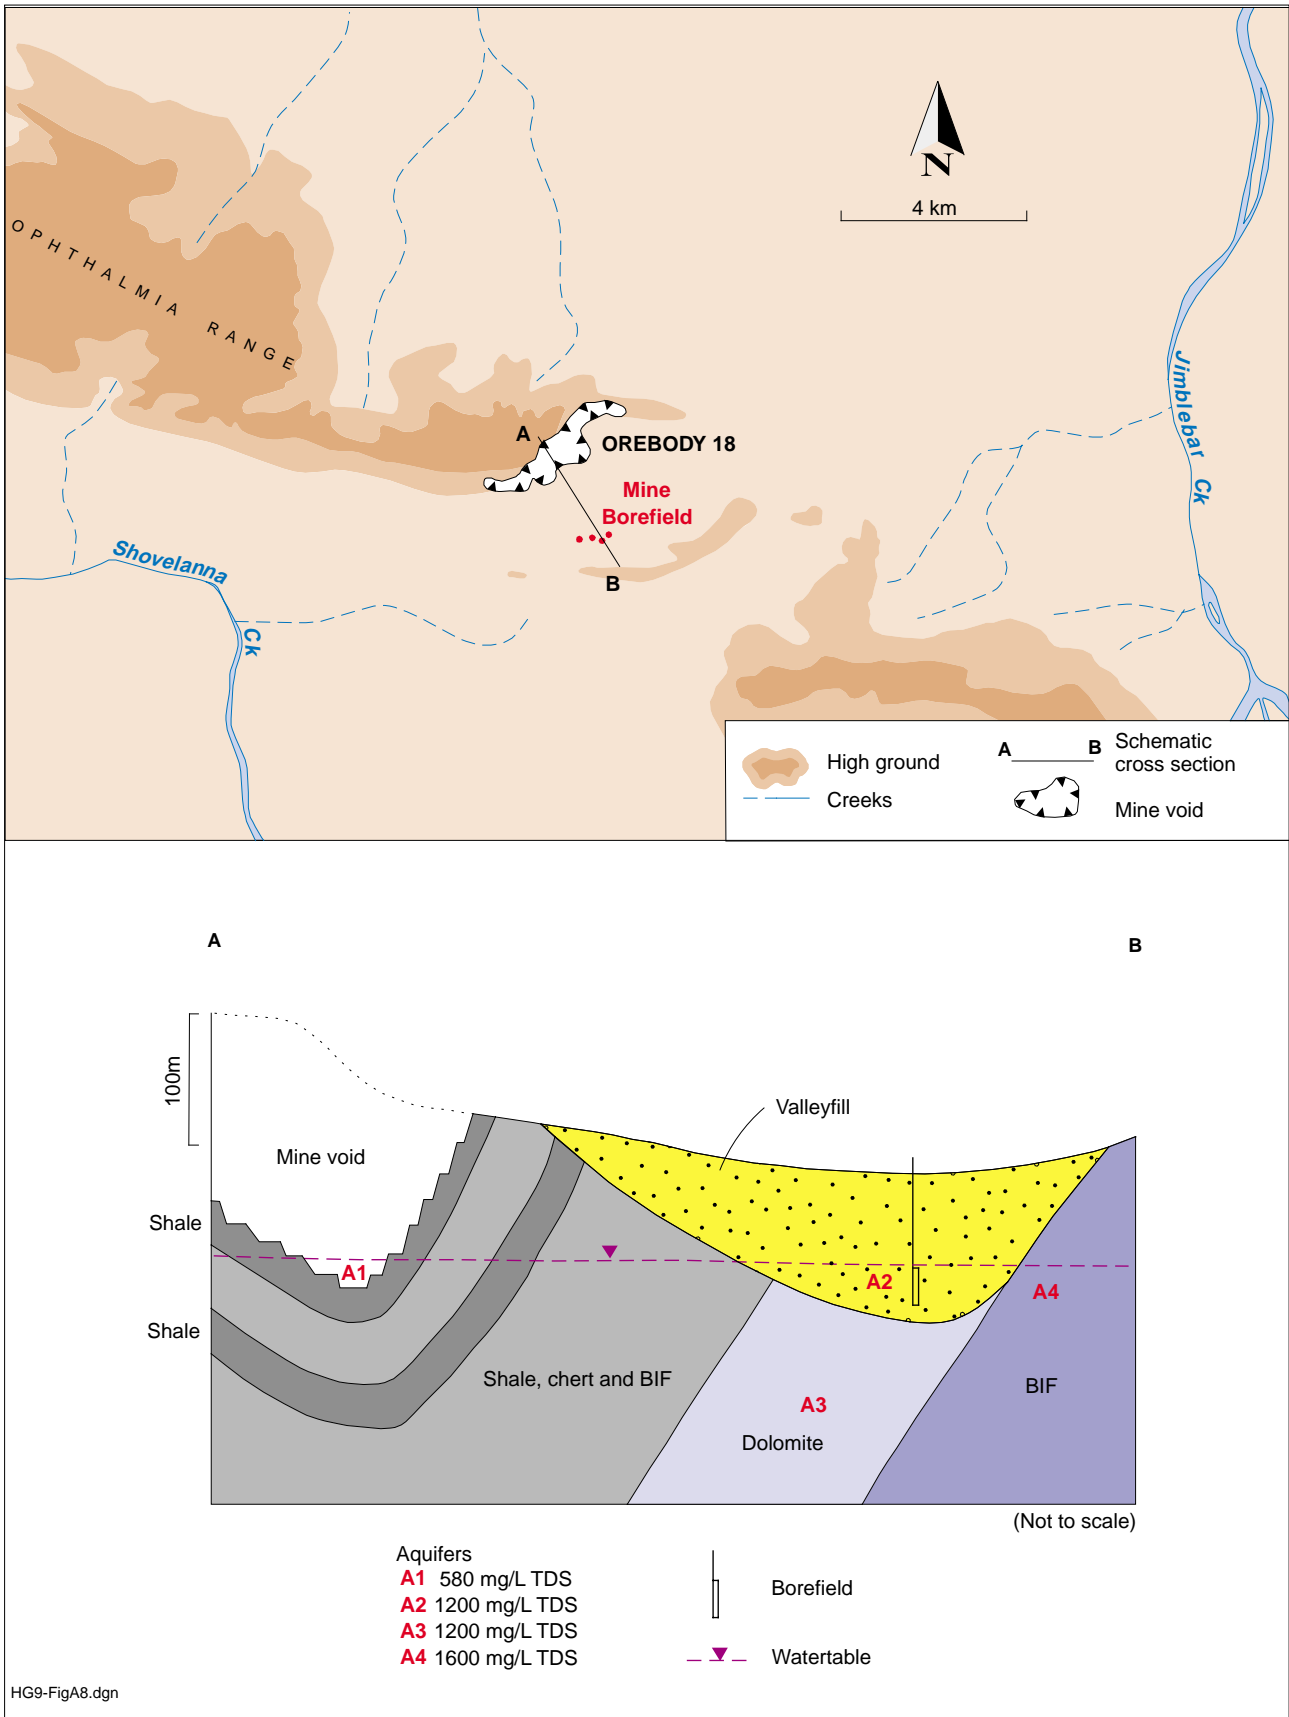 OPHTHALMIA RANGE
N
4 km
Jimblebar Ck
A
OREBODY 18
Mine
Borefield
B
Shovelanna Ck
High ground
Creeks
A B Schematic
cross section
Mine void
A
B
100m
Valleyfill
Mine void
Shale
A1
A2
A4
Shale
Shale, chert and BIF
BIF
A3
Dolomite
(Not to scale)
Aquifers
A1 580 mg/L TDS
A2 1200 mg/L TDS
A3 1200 mg/L TDS
A4 1600 mg/L TDS
Borefield
Watertable
HG9-FigA8.dgn